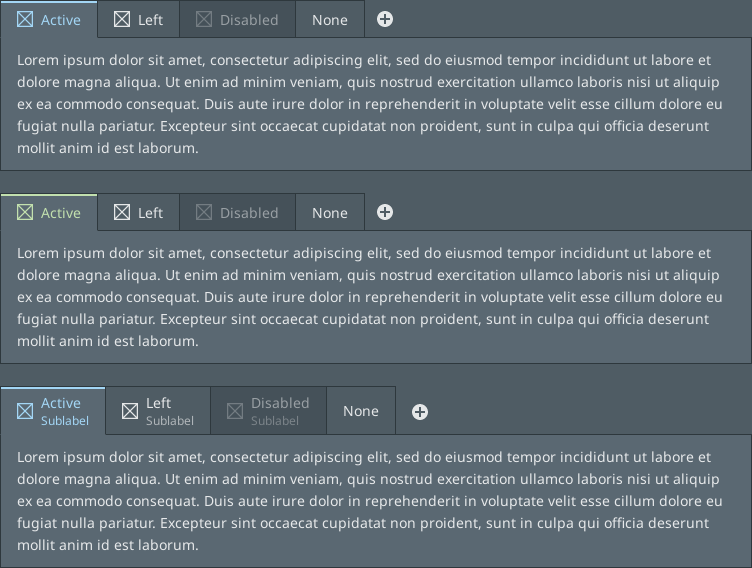 Active Left Disabled None
Lorem ipsum dolor sit amet, consectetur adipiscing elit, sed do eiusmod tempor incididunt ut labore et
dolore magna aliqua. Ut enim ad minim veniam, quis nostrud exercitation ullamco laboris nisi ut aliquip
ex ea commodo consequat. Duis aute irure dolor in reprehenderit in voluptate velit esse cillum dolore eu
fugiat nulla pariatur. Excepteur sint occaecat cupidatat non proident, sunt in culpa qui officia deserunt
mollit anim id est laborum.
Active Left Disabled None
Lorem ipsum dolor sit amet, consectetur adipiscing elit, sed do eiusmod tempor incididunt ut labore et
dolore magna aliqua. Ut enim ad minim veniam, quis nostrud exercitation ullamco laboris nisi ut aliquip
ex ea commodo consequat. Duis aute irure dolor in reprehenderit in voluptate velit esse cillum dolore eu
fugiat nulla pariatur. Excepteur sint occaecat cupidatat non proident, sunt in culpa qui officia deserunt
mollit anim id est laborum.
Active Left Disabled None
Sublabel Sublabel Sublabel
Lorem ipsum dolor sit amet, consectetur adipiscing elit, sed do eiusmod tempor incididunt ut labore et
dolore magna aliqua. Ut enim ad minim veniam, quis nostrud exercitation ullamco laboris nisi ut aliquip
ex ea commodo consequat. Duis aute irure dolor in reprehenderit in voluptate velit esse cillum dolore eu
fugiat nulla pariatur. Excepteur sint occaecat cupidatat non proident, sunt in culpa qui officia deserunt
mollit anim id est laborum.